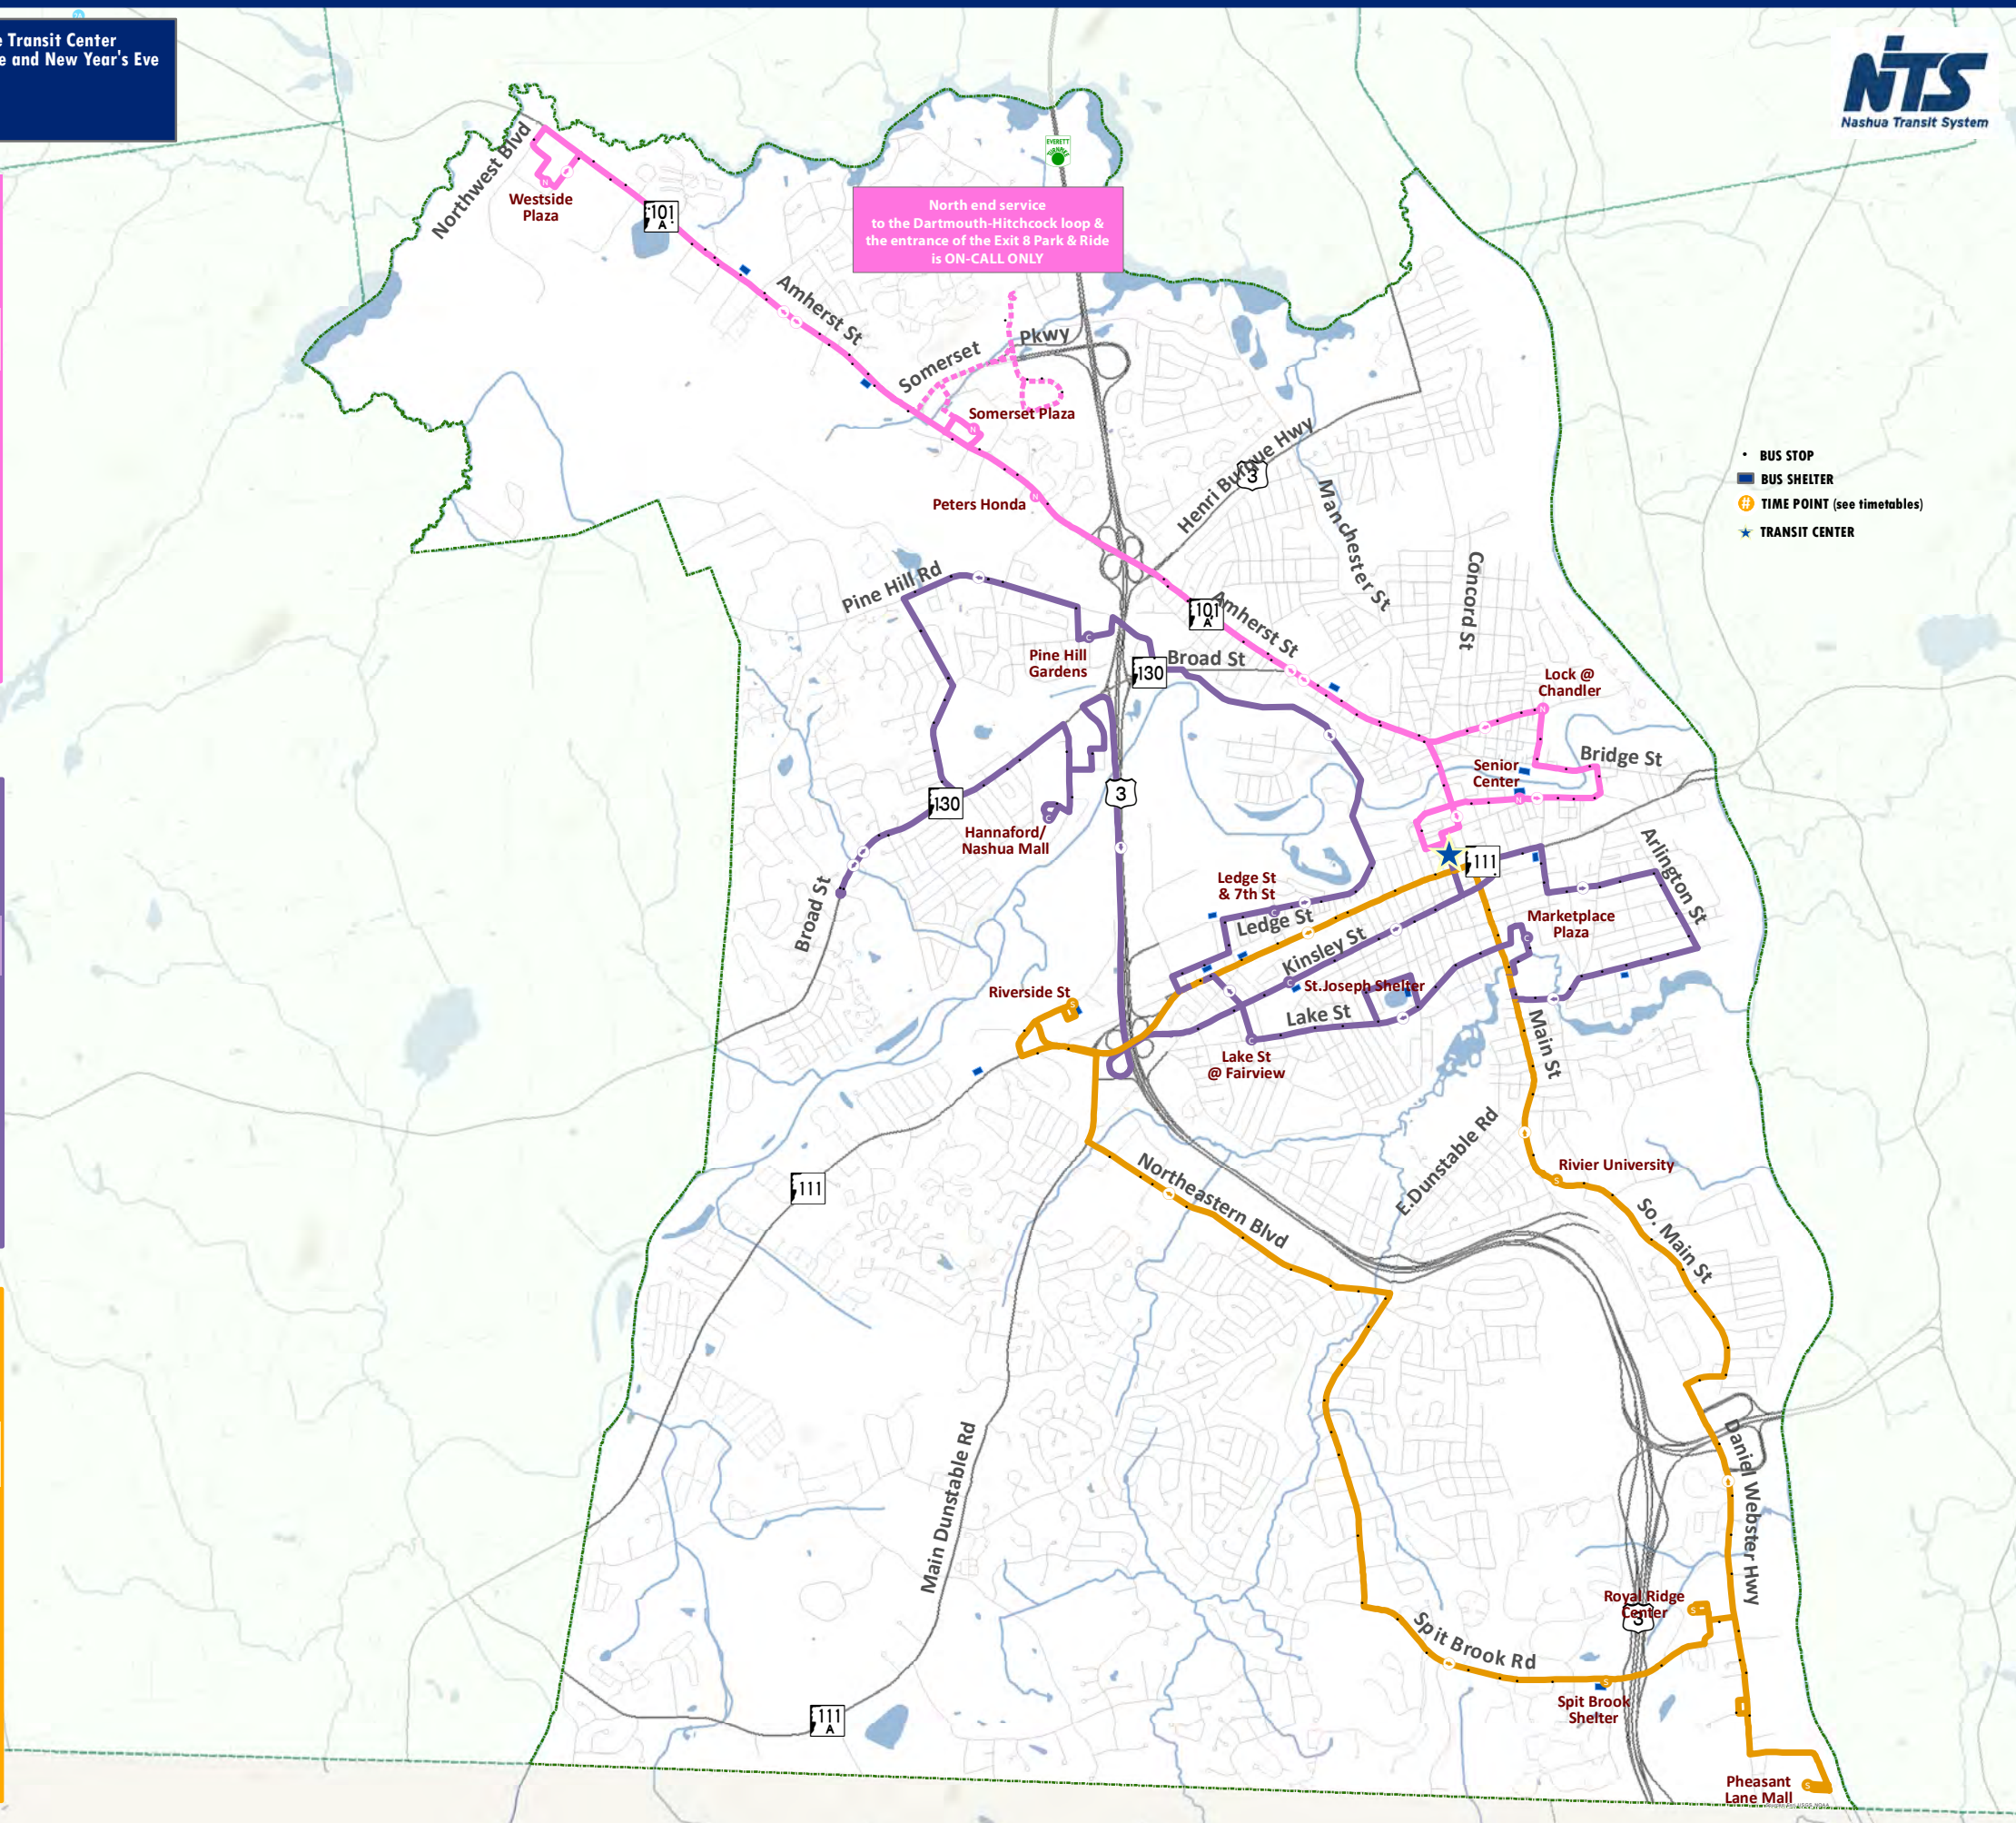 e Transit Center
e and New Year's Eve
NTS
Nashua Transit System
EVERETT
North end service
to the Dartmouth-Hitchcock loop &
the entrance of the Exit 8 Park & Ride
is ON-CALL ONLY
Northwest Blvd
Westside
Plaza
101
A
Amherst St
Somerset
Pkwy
Somerset Plaza
N
Peters Honda
N
Henri Burque Hwy
3
Manchester St
Concord St
BUS STOP
BUS SHELTER
# TIME POINT (see timetables)
TRANSIT CENTER
Pine Hill Rd
101
A
Amherst St
Pine Hill
Gardens
C
130
Broad St
Lock @
Chandler
N
Bridge St
Senior
Center
N
130
3
Hannaford/
Nashua Mall
C
Broad St
111
Arlington St
Ledge St
& 7th St
C
Ledge St
Kinsley St
C
Marketplace
Plaza
C
St.Joseph Shelter
Riverside St
S
Lake St
C
Lake St
@ Fairview
Main St
E.Dunstable Rd
Rivier University
S
111
Northeastern Blvd
So. Main St
Main Dunstable Rd
Daniel Webster Hwy
Royal Ridge
Center
S
3
Spit Brook Rd
S
Spit Brook
Shelter
111
A
Pheasant
Lane Mall
S